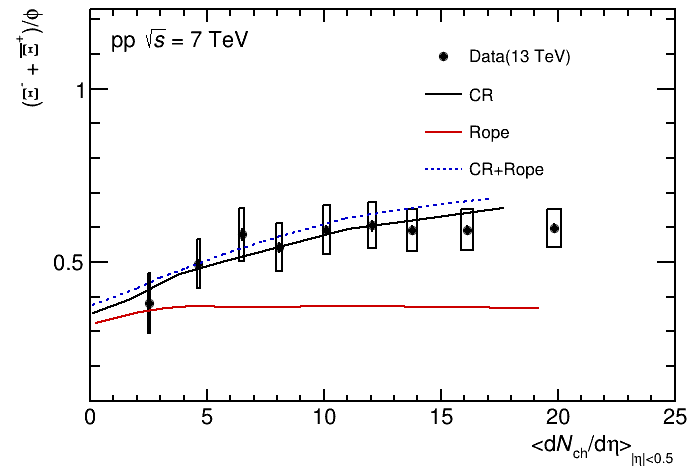 (Ξ⁻ + Ξ̅⁺)/ϕ
pp √s = 7 TeV
Data(13 TeV)
CR
Rope
CR+Rope
1
0.5
0 5 10 15 20 25
<dN_ch/dη>_|η|<0.5